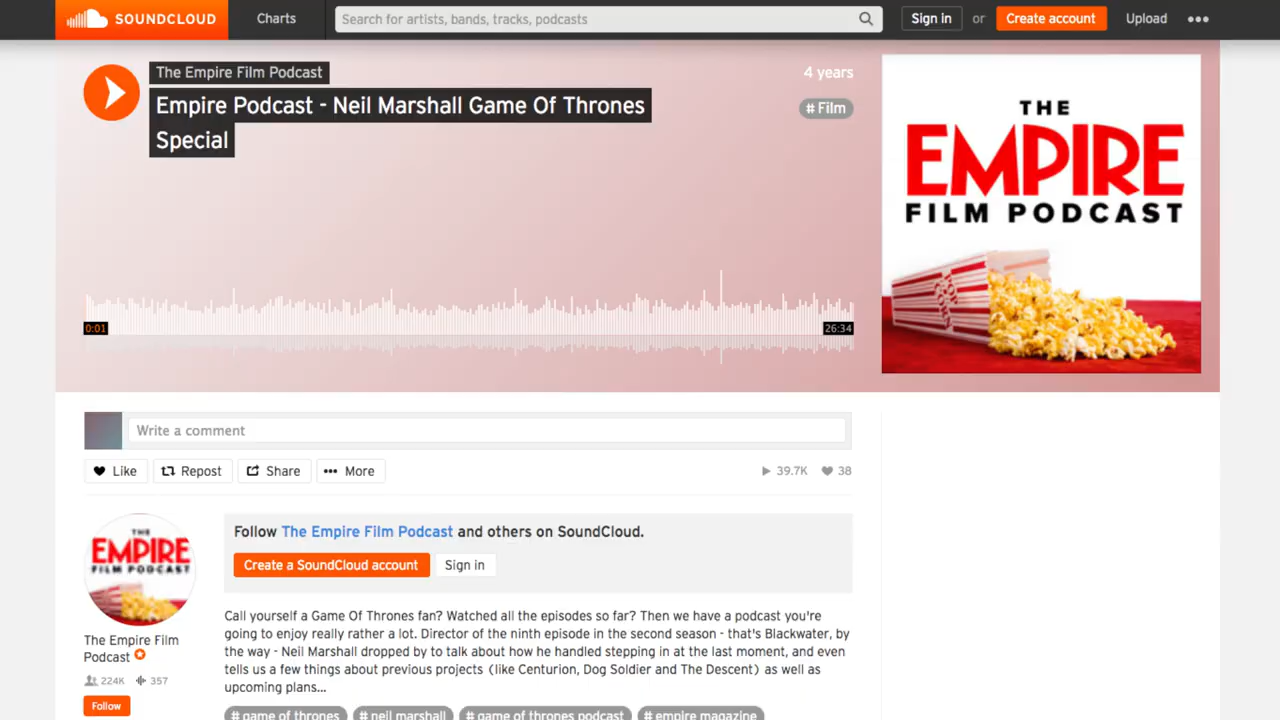 SOUNDCLOUD
Charts
Search for artists, bands, tracks, podcasts
Sign in or Create account Upload •••
The Empire Film Podcast
4 years
Empire Podcast - Neil Marshall Game Of Thrones
Special
# Film
THE
EMPIRE
FILM PODCAST
0:01
26:34
Write a comment
Like
Repost
Share
••• More
39.7K
38
THE
EMPIRE
FILM PODCAST
Follow The Empire Film Podcast and others on SoundCloud.
Create a SoundCloud account
Sign in
Call yourself a Game Of Thrones fan? Watched all the episodes so far? Then we have a podcast you're
going to enjoy really rather a lot. Director of the ninth episode in the second season - that's Blackwater, by
the way - Neil Marshall dropped by to talk about how he handled stepping in at the last moment, and even
tells us a few things about previous projects (like Centurion, Dog Soldier and The Descent) as well as
upcoming plans...
The Empire Film
Podcast
224K
357
Follow
# game of thrones # neil marshall # game of thrones podcast # empire magazine